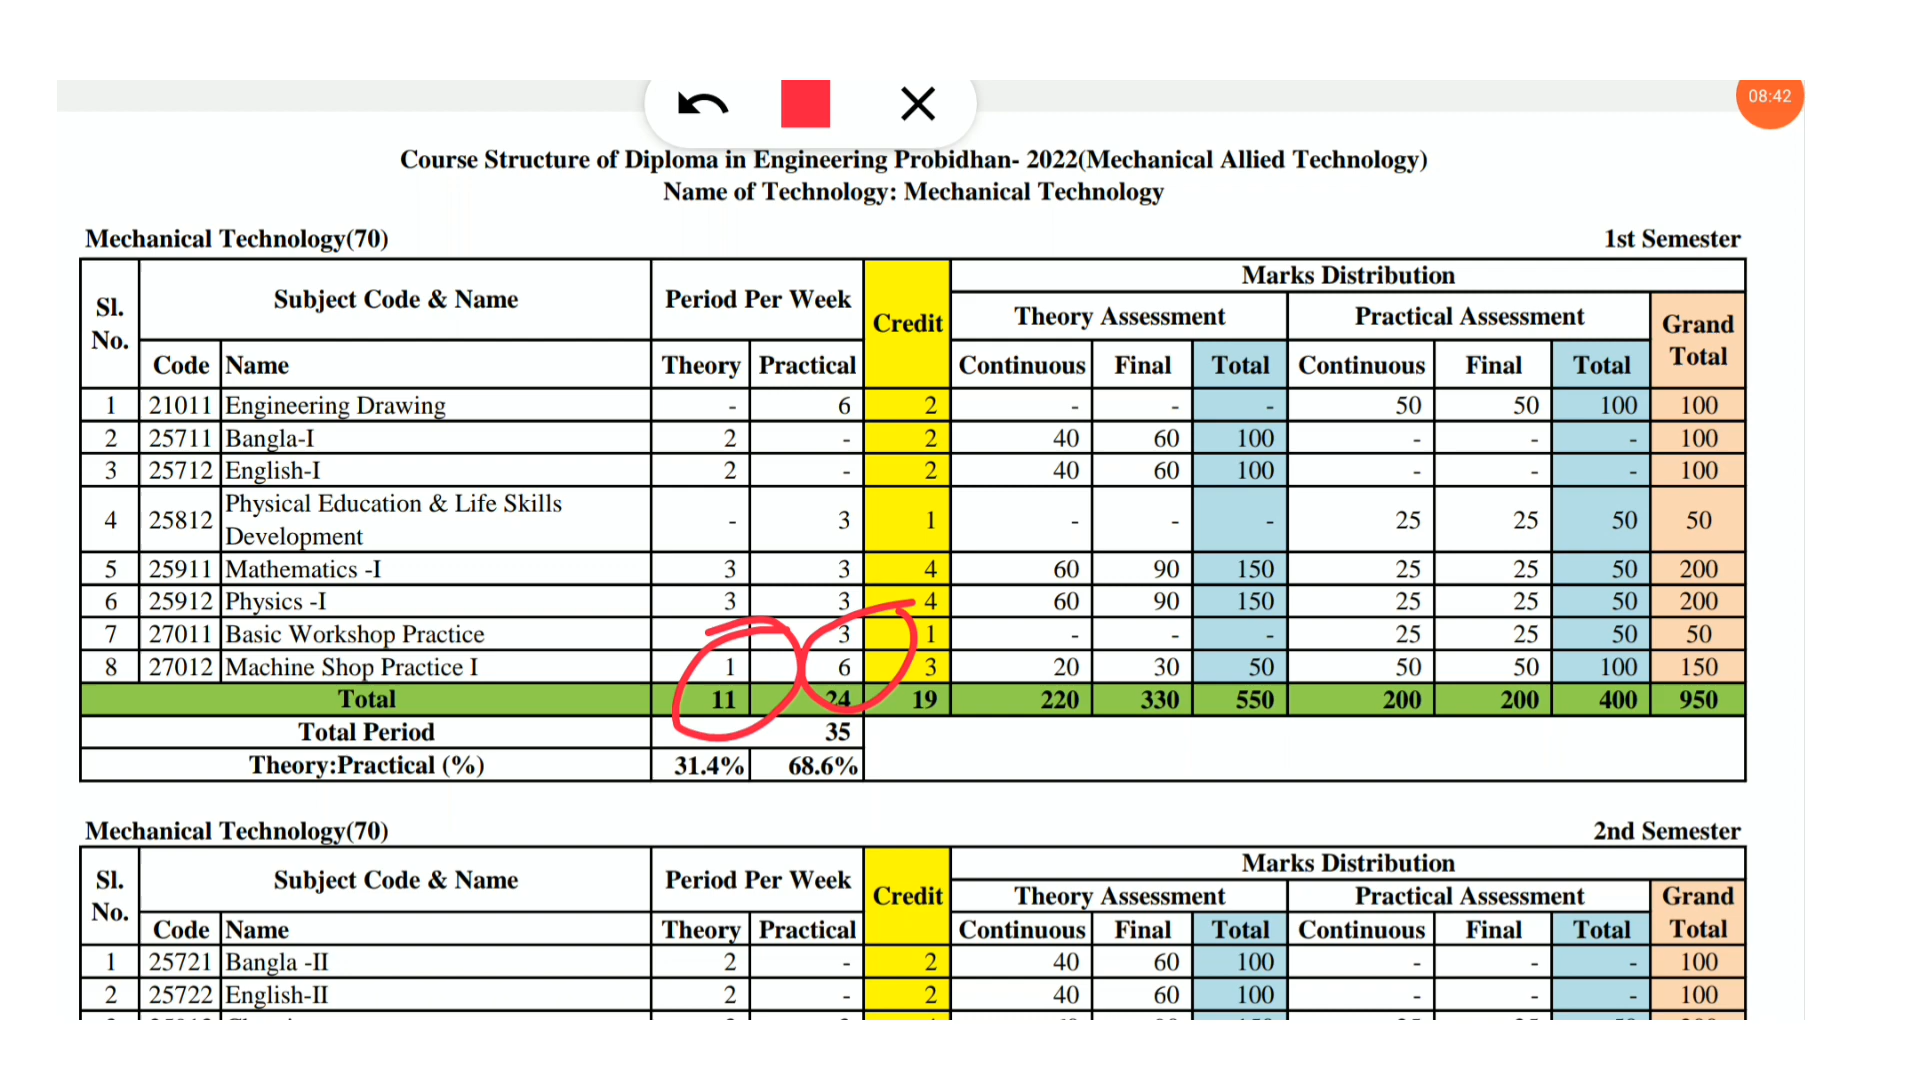 08:42
Course Structure of Diploma in Engineering Probidhan- 2022(Mechanical Allied Technology)
Name of Technology: Mechanical Technology
Mechanical Technology(70) 1st Semester
Sl. No. Subject Code & Name Period Per Week Credit Marks Distribution
Theory Assessment Practical Assessment Grand Total
Code Name Theory Practical Continuous Final Total Continuous Final Total
1 21011 Engineering Drawing - 6 2 - - - 50 50 100 100
2 25711 Bangla-I 2 - 2 40 60 100 - - - 100
3 25712 English-I 2 - 2 40 60 100 - - - 100
4 25812 Physical Education & Life Skills Development - 3 1 - - - 25 25 50 50
5 25911 Mathematics -I 3 3 4 60 90 150 25 25 50 200
6 25912 Physics -I 3 3 4 60 90 150 25 25 50 200
7 27011 Basic Workshop Practice 3 1 - - - 25 25 50 50
8 27012 Machine Shop Practice I 1 6 3 20 30 50 50 50 100 150
Total 11 24 19 220 330 550 200 200 400 950
Total Period 35
Theory:Practical (%) 31.4% 68.6%
Mechanical Technology(70) 2nd Semester
Sl. No. Subject Code & Name Period Per Week Credit Marks Distribution
Theory Assessment Practical Assessment Grand Total
Code Name Theory Practical Continuous Final Total Continuous Final Total
1 25721 Bangla -II 2 - 2 40 60 100 - - - 100
2 25722 English-II 2 - 2 40 60 100 - - - 100